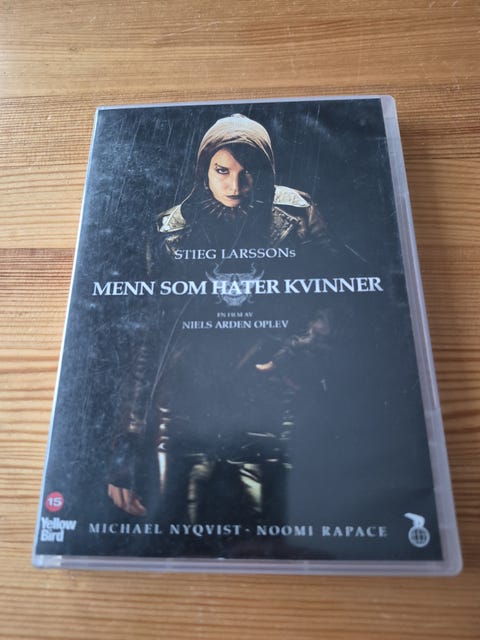 STIEG LARSSONs
MENN SOM HATER KVINNER
EN FILM AV
NIELS ARDEN OPLEV
15
Yellow
Bird
MICHAEL NYQVIST · NOOMI RAPACE